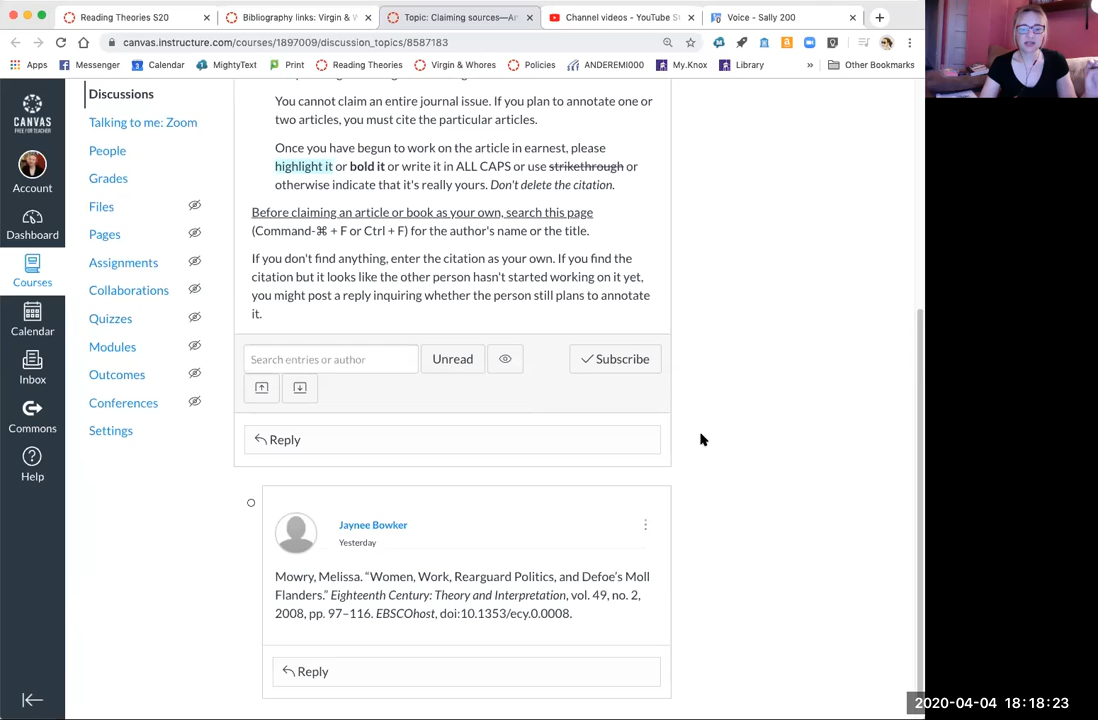 Reading Theories S20
Bibliography links: Virgin & W
Topic: Claiming sources—Ar
Channel videos - YouTube St
Voice - Sally 200
canvas.instructure.com/courses/1897009/discussion_topics/8587183
Apps
Messenger
Calendar
MightyText
Print
Reading Theories
Virgin & Whores
Policies
ANDEREMI000
My.Knox
Library
»
Other Bookmarks
CANVAS
FREE FOR TEACHER
Account
Dashboard
Courses
Calendar
Inbox
Commons
Help
Discussions
Talking to me: Zoom
People
Grades
Files
Pages
Assignments
Collaborations
Quizzes
Modules
Outcomes
Conferences
Settings
You cannot claim an entire journal issue. If you plan to annotate one or
two articles, you must cite the particular articles.
Once you have begun to work on the article in earnest, please
highlight it or bold it or write it in ALL CAPS or use strikethrough or
otherwise indicate that it's really yours. Don't delete the citation.
Before claiming an article or book as your own, search this page
(Command-⌘ + F or Ctrl + F) for the author's name or the title.
If you don't find anything, enter the citation as your own. If you find the
citation but it looks like the other person hasn't started working on it yet,
you might post a reply inquiring whether the person still plans to annotate
it.
Search entries or author
Unread
Subscribe
Reply
Jaynee Bowker
Yesterday
Mowry, Melissa. “Women, Work, Rearguard Politics, and Defoe’s Moll
Flanders.” Eighteenth Century: Theory and Interpretation, vol. 49, no. 2,
2008, pp. 97–116. EBSCOhost, doi:10.1353/ecy.0.0008.
Reply
2020-04-04 18:18:23